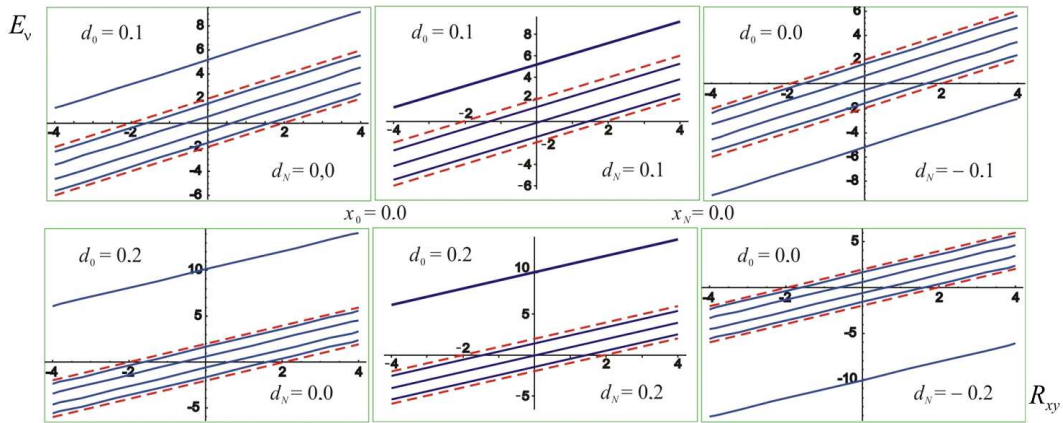 E_ν
d_0 = 0.1
8
6
4
2
-4 -2 2 4
-2
-4
-6
d_N = 0,0
d_0 = 0.1
8
6
4
2
-4 -2 2 4
-2
-4
-6
d_N = 0.1
d_0 = 0.0
6
4
2
-4 -2 2 4
-2
-4
-6
-8
d_N = − 0.1
x_0 = 0.0
x_N = 0.0
d_0 = 0.2
10
5
-4 -2 2 4
-5
d_N = 0.0
d_0 = 0.2
10
5
-4 -2 2 4
-5
d_N = 0.2
d_0 = 0.0
5
-4 -2 2 4
-5
-10
d_N = − 0.2
R_xy